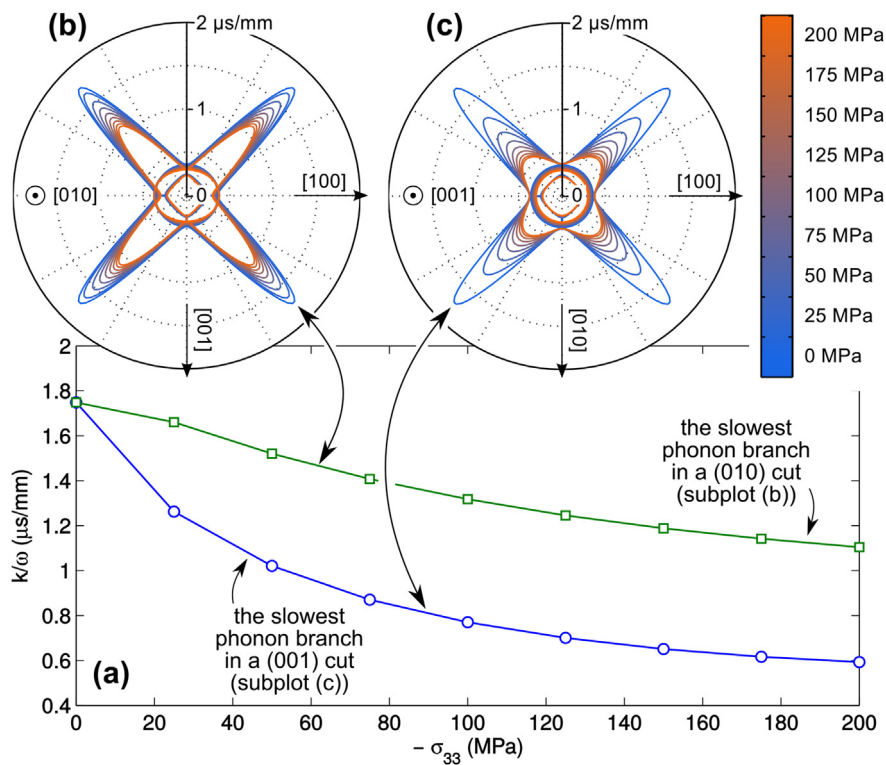 (b)
2 μs/mm
1
0
[010]
[100]
[001]
(c)
2 μs/mm
1
0
[001]
[100]
[010]
200 MPa
175 MPa
150 MPa
125 MPa
100 MPa
75 MPa
50 MPa
25 MPa
0 MPa
2
1.8
1.6
1.4
1.2
1
0.8
0.6
0.4
k/ω (μs/mm)
the slowest
phonon branch
in a (010) cut
(subplot (b))
the slowest
phonon branch
in a (001) cut
(subplot (c))
(a)
0
20
40
60
80
100
120
140
160
180
200
− σ33 (MPa)